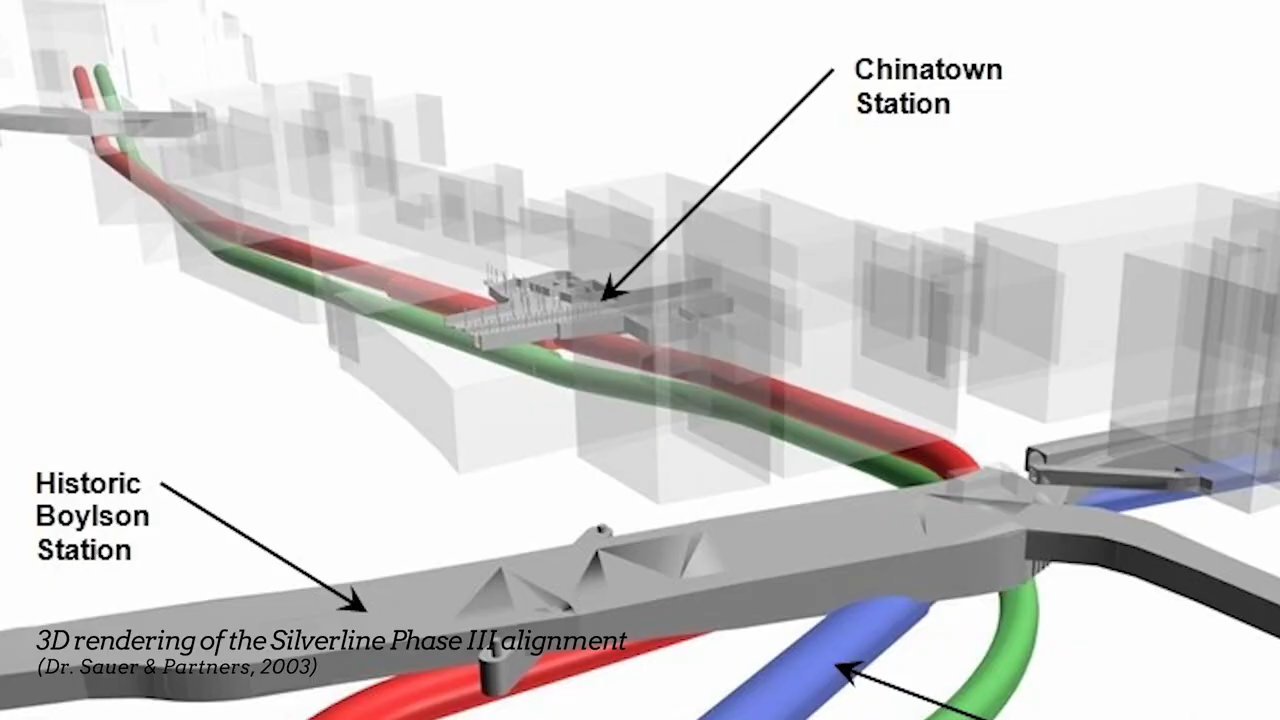 Chinatown
Station
Historic
Boylson
Station
3D rendering of the Silverline Phase III alignment
(Dr. Sauer & Partners, 2003)